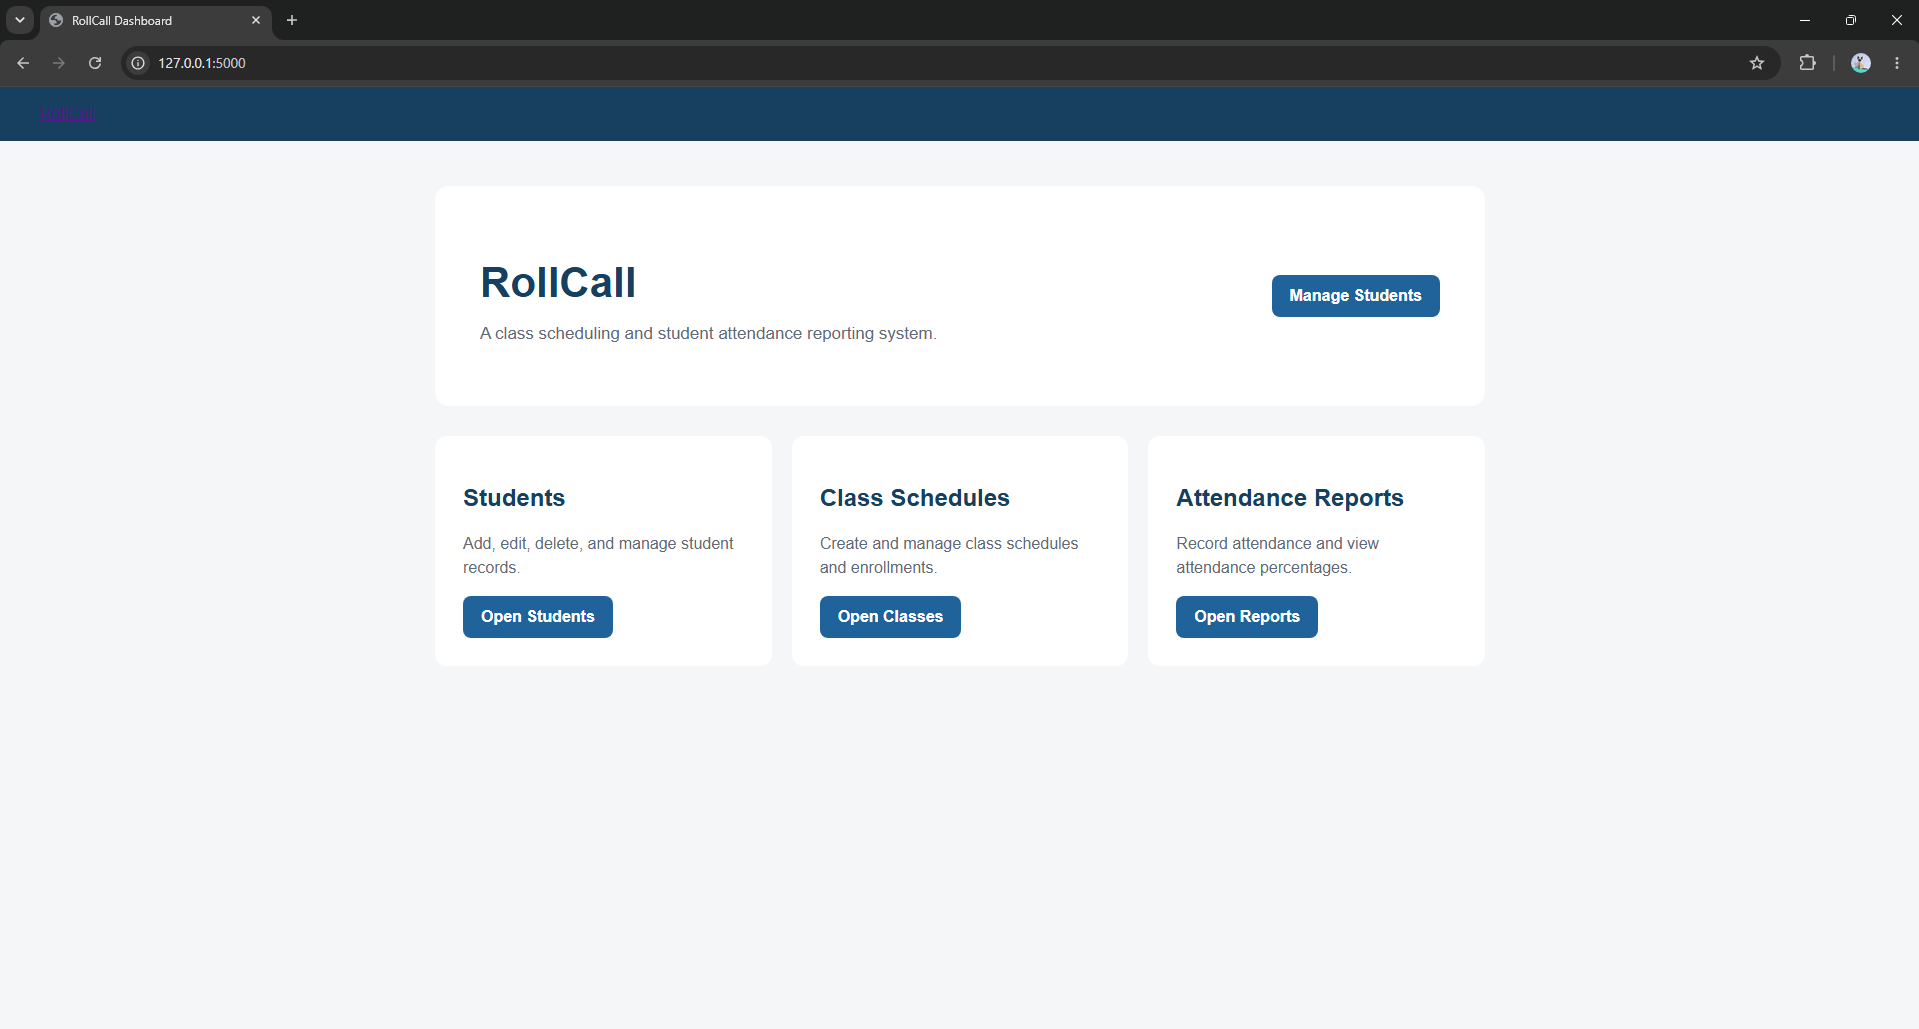 RollCall Dashboard
127.0.0.1:5000
RollCall
RollCall
A class scheduling and student attendance reporting system.
Manage Students
Students
Add, edit, delete, and manage student
records.
Open Students
Class Schedules
Create and manage class schedules
and enrollments.
Open Classes
Attendance Reports
Record attendance and view
attendance percentages.
Open Reports